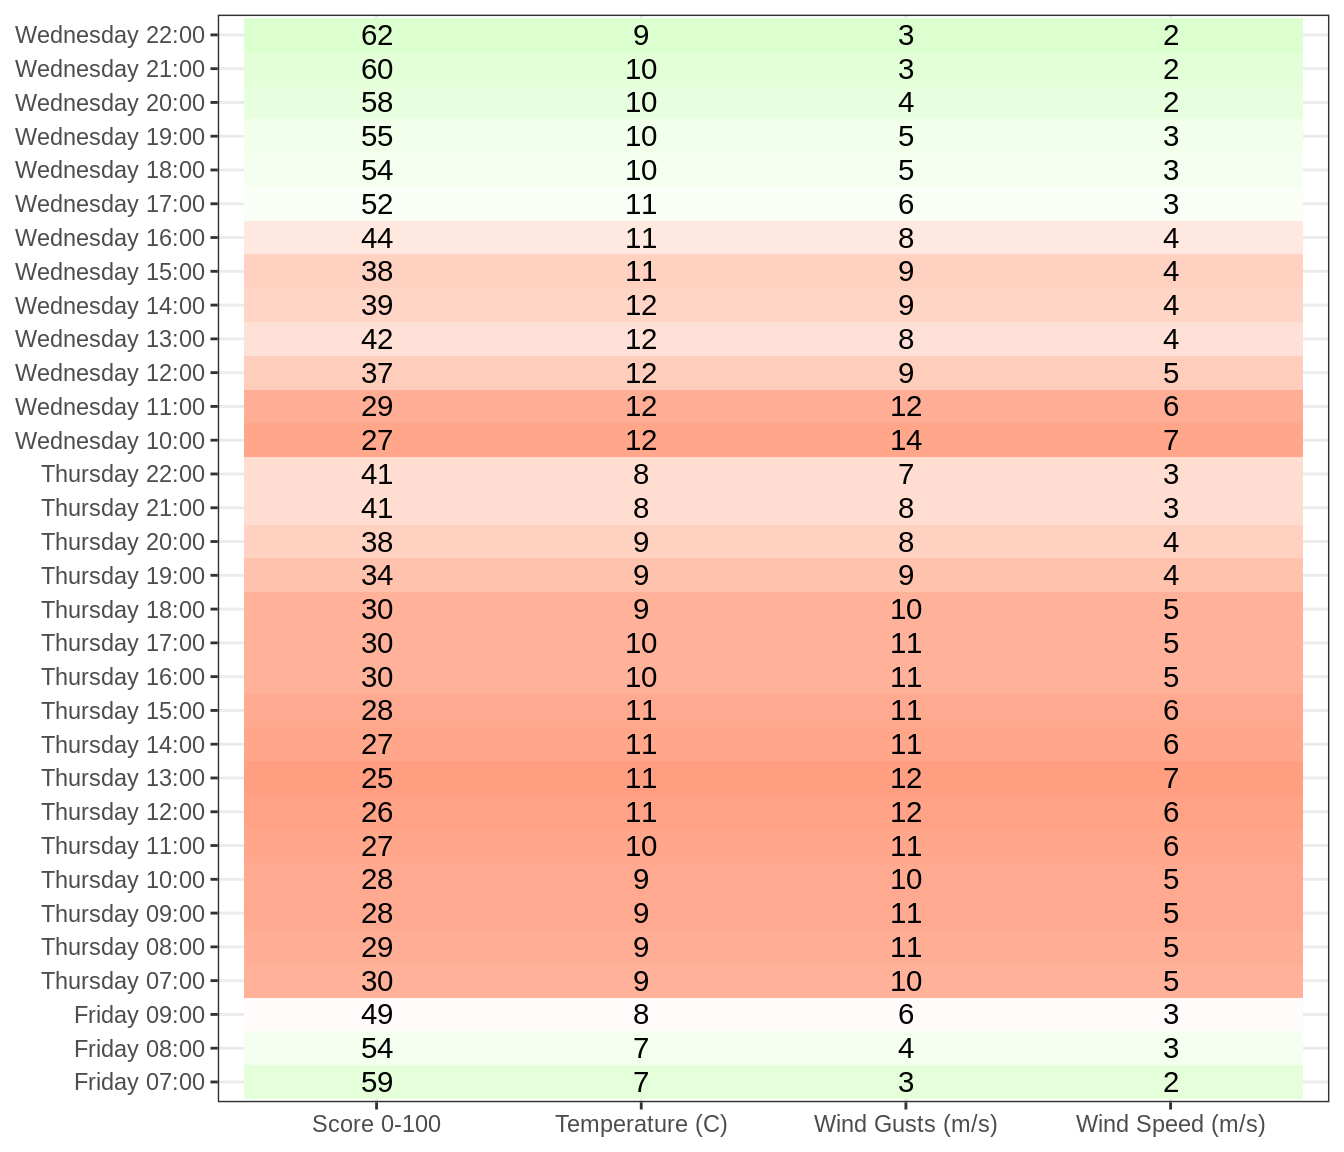 Wednesday 22:00 62 9 3 2
Wednesday 21:00 60 10 3 2
Wednesday 20:00 58 10 4 2
Wednesday 19:00 55 10 5 3
Wednesday 18:00 54 10 5 3
Wednesday 17:00 52 11 6 3
Wednesday 16:00 44 11 8 4
Wednesday 15:00 38 11 9 4
Wednesday 14:00 39 12 9 4
Wednesday 13:00 42 12 8 4
Wednesday 12:00 37 12 9 5
Wednesday 11:00 29 12 12 6
Wednesday 10:00 27 12 14 7
Thursday 22:00 41 8 7 3
Thursday 21:00 41 8 8 3
Thursday 20:00 38 9 8 4
Thursday 19:00 34 9 9 4
Thursday 18:00 30 9 10 5
Thursday 17:00 30 10 11 5
Thursday 16:00 30 10 11 5
Thursday 15:00 28 11 11 6
Thursday 14:00 27 11 11 6
Thursday 13:00 25 11 12 7
Thursday 12:00 26 11 12 6
Thursday 11:00 27 10 11 6
Thursday 10:00 28 9 10 5
Thursday 09:00 28 9 11 5
Thursday 08:00 29 9 11 5
Thursday 07:00 30 9 10 5
Friday 09:00 49 8 6 3
Friday 08:00 54 7 4 3
Friday 07:00 59 7 3 2
Score 0-100 Temperature (C) Wind Gusts (m/s) Wind Speed (m/s)